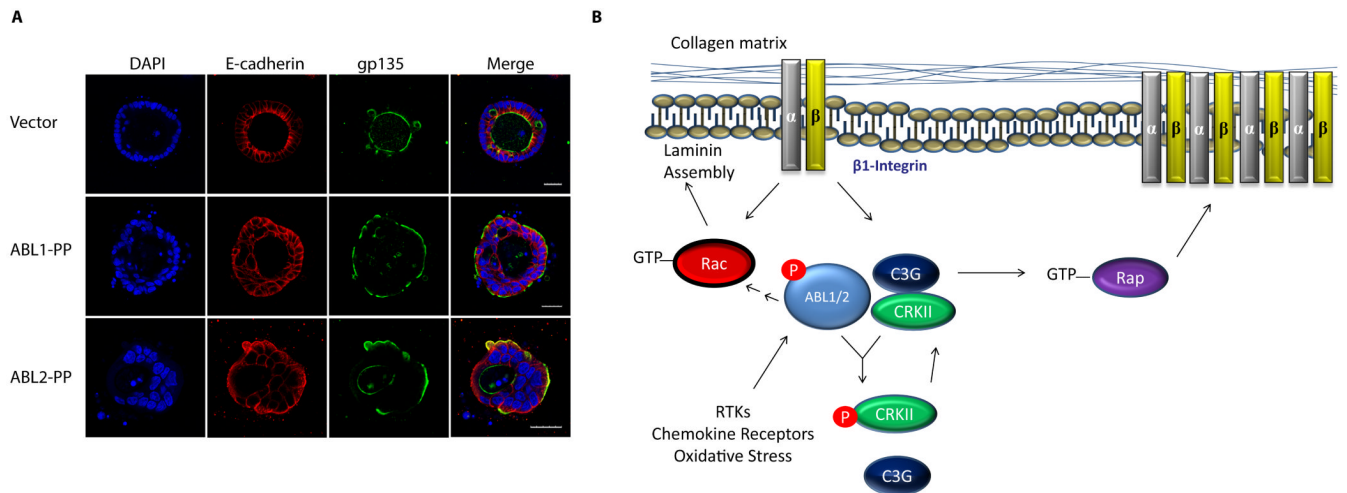 A
DAPI E-cadherin gp135 Merge
Vector
ABL1-PP
ABL2-PP
B
Collagen matrix
α β
α β α β α β α β
Laminin
Assembly
β1-Integrin
GTP Rac
P
ABL1/2
C3G
CRKII
GTP Rap
RTKs
Chemokine Receptors
Oxidative Stress
P CRKII
C3G